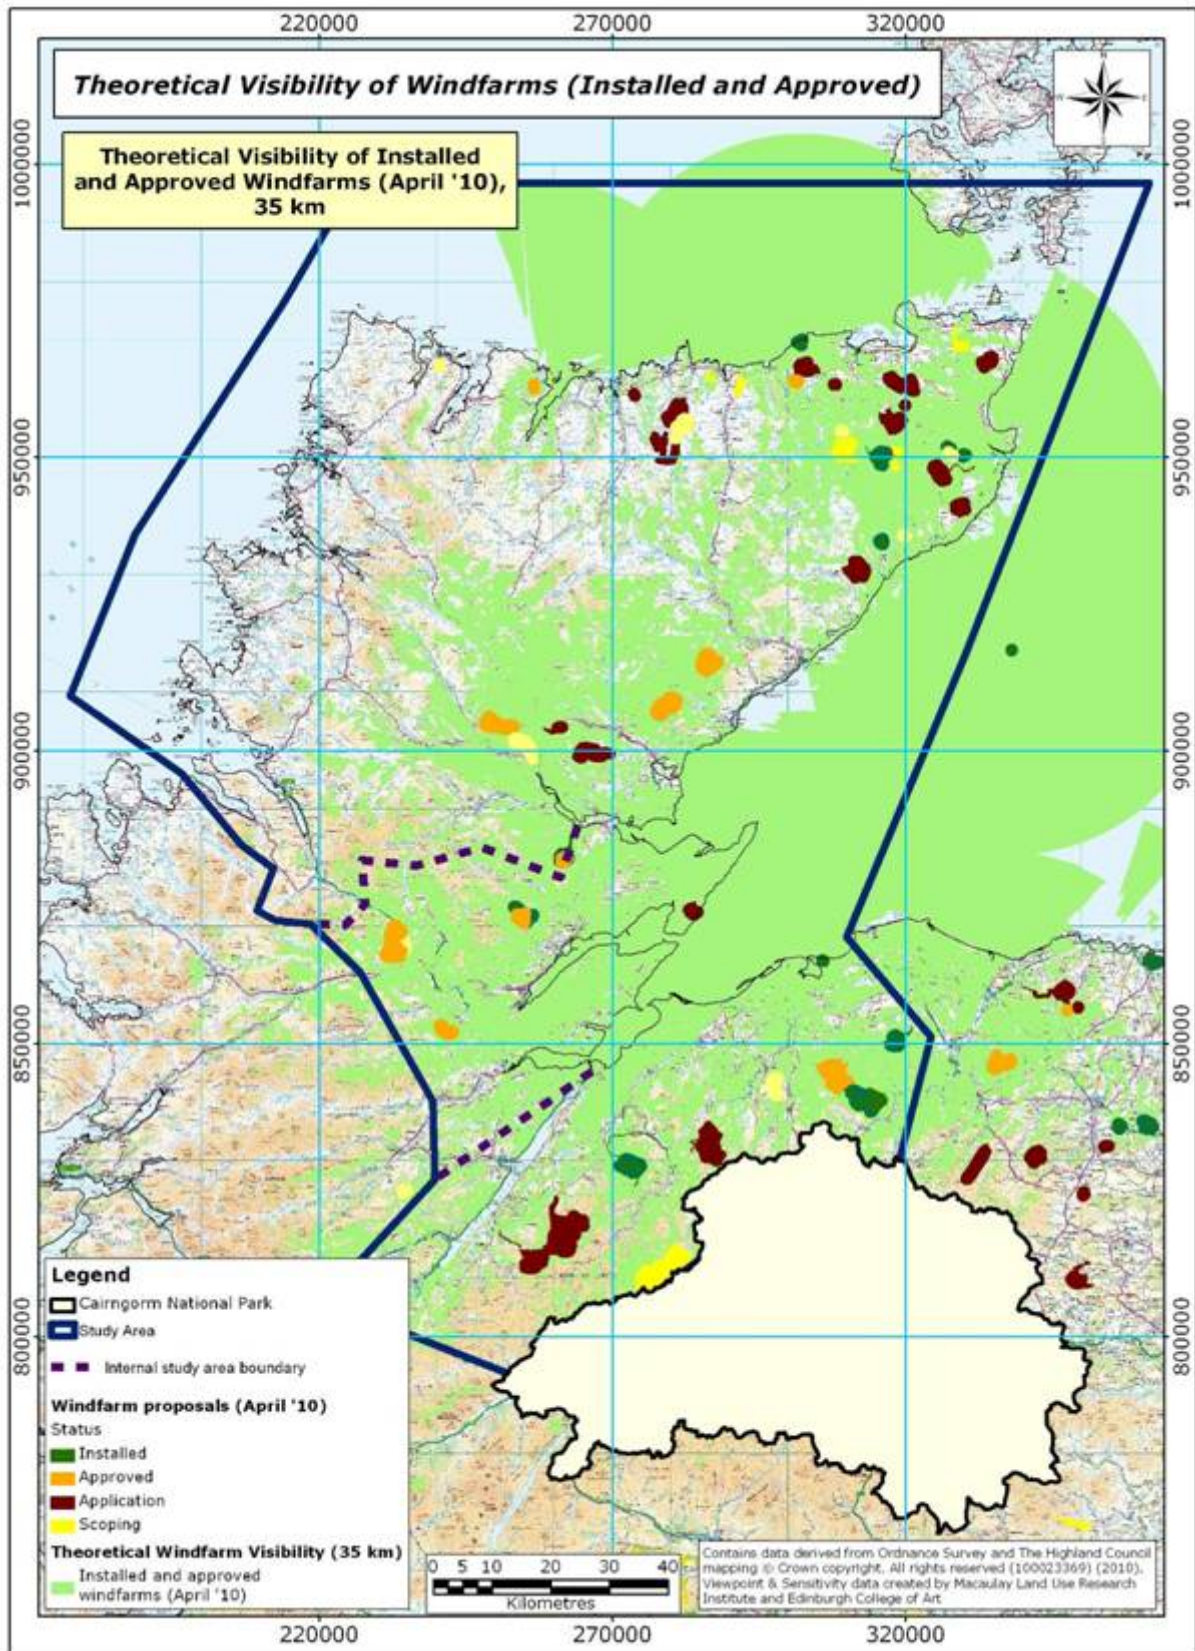 220000 270000 320000
Theoretical Visibility of Windfarms (Installed and Approved)
N
W E
S
Theoretical Visibility of Installed
and Approved Windfarms (April '10),
35 km
1000000 1000000
950000 950000
900000 900000
850000 850000
800000 800000
Legend
Cairngorm National Park
Study Area
Internal study area boundary
Windfarm proposals (April '10)
Status
Installed
Approved
Application
Scoping
Theoretical Windfarm Visibility (35 km)
Installed and approved
windfarms (April '10)
0 5 10 20 30 40
Kilometres
Contains data derived from Ordnance Survey and The Highland Council
mapping © Crown copyright. All rights reserved (100023369) (2010).
Viewpoint & Sensitivity data created by Macaulay Land Use Research
Institute and Edinburgh College of Art
220000 270000 320000